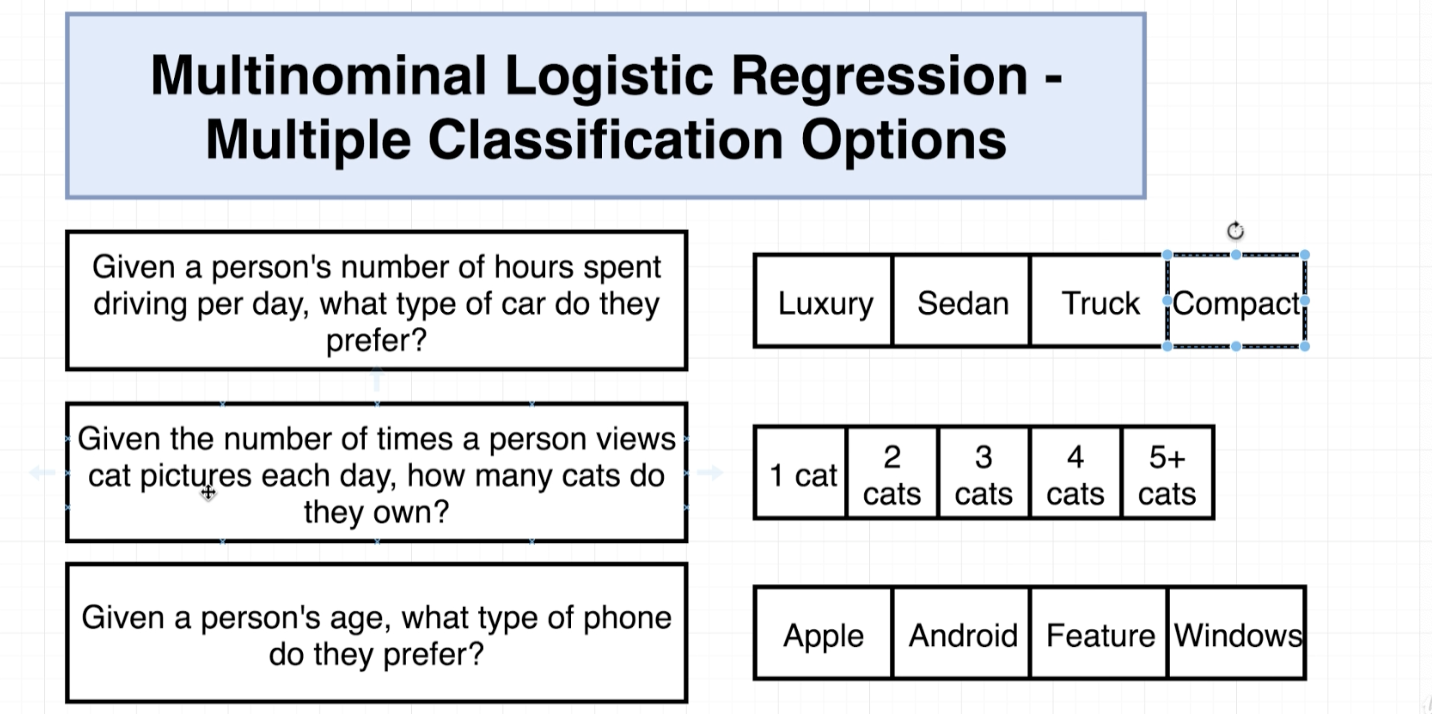 Multinominal Logistic Regression -
Multiple Classification Options
Given a person's number of hours spent
driving per day, what type of car do they
prefer?
Luxury
Sedan
Truck
Compact
Given the number of times a person views
cat pictures each day, how many cats do
they own?
1 cat
2
cats
3
cats
4
cats
5+
cats
Given a person's age, what type of phone
do they prefer?
Apple
Android
Feature
Windows